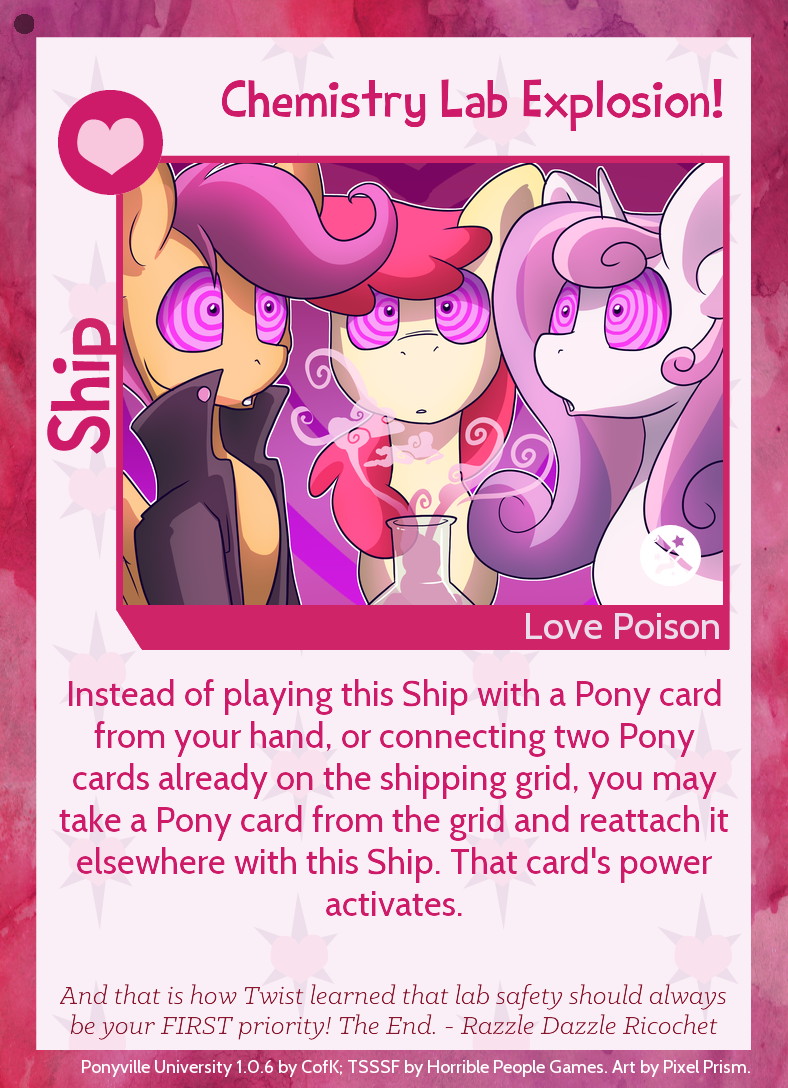 Chemistry Lab Explosion!
Ship
Love Poison
Instead of playing this Ship with a Pony card
from your hand, or connecting two Pony
cards already on the shipping grid, you may
take a Pony card from the grid and reattach it
elsewhere with this Ship. That card's power
activates.
And that is how Twist learned that lab safety should always
be your FIRST priority! The End. - Razzle Dazzle Ricochet
Ponyville University 1.0.6 by CofK; TSSSF by Horrible People Games. Art by Pixel Prism.